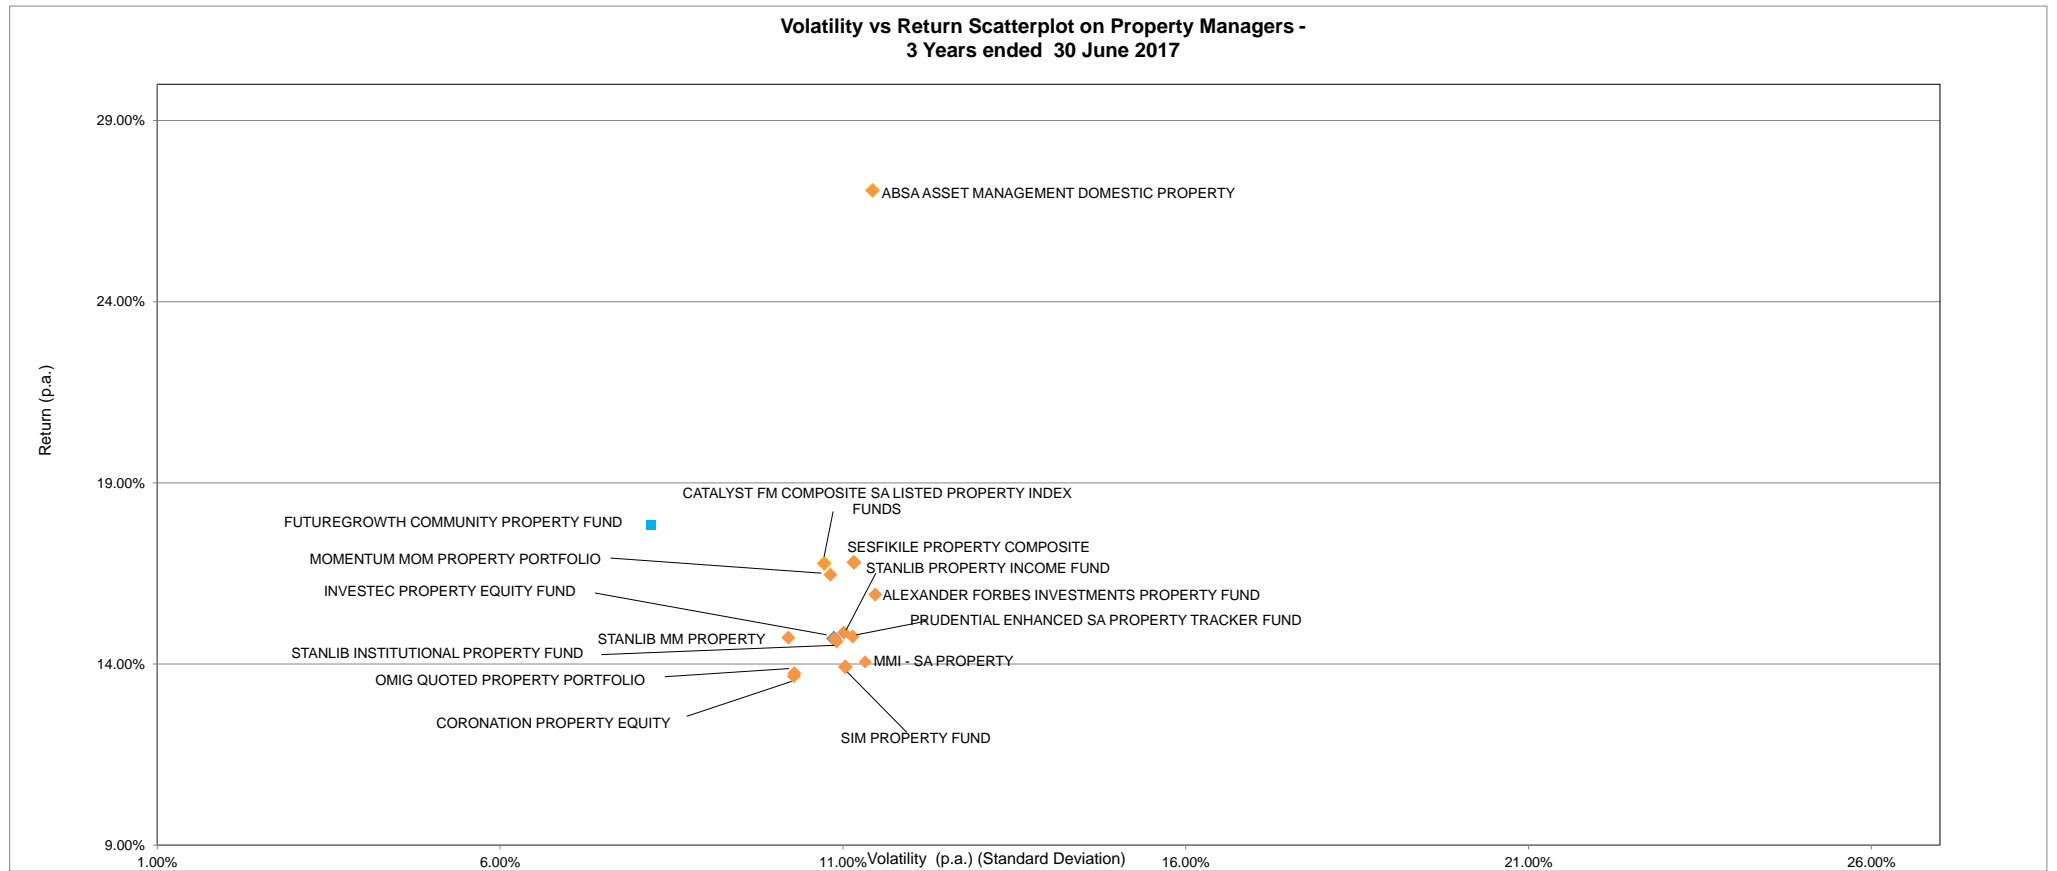 Volatility vs Return Scatterplot on Property Managers -
3 Years ended 30 June 2017
29.00%
ABSA ASSET MANAGEMENT DOMESTIC PROPERTY
24.00%
Return (p.a.)
19.00%
CATALYST FM COMPOSITE SA LISTED PROPERTY INDEX
FUNDS
FUTUREGROWTH COMMUNITY PROPERTY FUND
SESFIKILE PROPERTY COMPOSITE
MOMENTUM MOM PROPERTY PORTFOLIO
STANLIB PROPERTY INCOME FUND
INVESTEC PROPERTY EQUITY FUND
ALEXANDER FORBES INVESTMENTS PROPERTY FUND
PRUDENTIAL ENHANCED SA PROPERTY TRACKER FUND
STANLIB MM PROPERTY
STANLIB INSTITUTIONAL PROPERTY FUND
14.00%
MMI - SA PROPERTY
OMIG QUOTED PROPERTY PORTFOLIO
CORONATION PROPERTY EQUITY
SIM PROPERTY FUND
9.00%
1.00%
6.00%
11.00%
Volatility (p.a.) (Standard Deviation)
16.00%
21.00%
26.00%